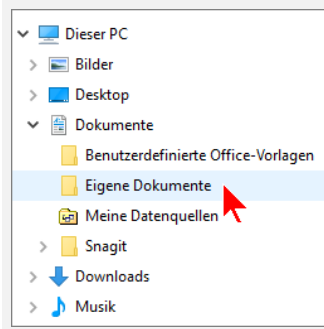 Dieser PC
Bilder
Desktop
Dokumente
Benutzerdefinierte Office-Vorlagen
Eigene Dokumente
Meine Datenquellen
Snagit
Downloads
Musik